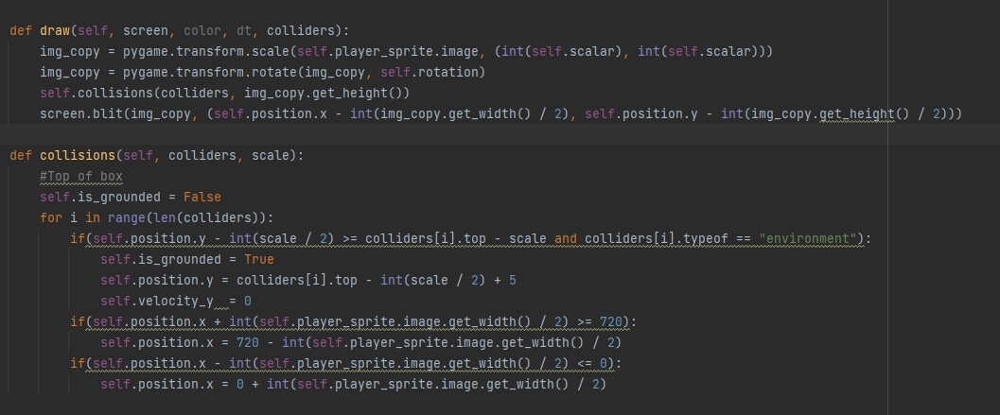 def draw(self, screen, color, dt, colliders):
    img_copy = pygame.transform.scale(self.player_sprite.image, (int(self.scalar), int(self.scalar)))
    img_copy = pygame.transform.rotate(img_copy, self.rotation)
    self.collisions(colliders, img_copy.get_height())
    screen.blit(img_copy, (self.position.x - int(img_copy.get_width() / 2), self.position.y - int(img_copy.get_height() / 2)))
def collisions(self, colliders, scale):
    #Top of box
    self.is_grounded = False
    for i in range(len(colliders)):
        if(self.position.y - int(scale / 2) >= colliders[i].top - scale and colliders[i].typeof == "environment"):
            self.is_grounded = True
            self.position.y = colliders[i].top - int(scale / 2) + 5
            self.velocity_y  = 0
        if(self.position.x + int(self.player_sprite.image.get_width() / 2) >= 720):
            self.position.x = 720 - int(self.player_sprite.image.get_width() / 2)
        if(self.position.x - int(self.player_sprite.image.get_width() / 2) <= 0):
            self.position.x = 0 + int(self.player_sprite.image.get_width() / 2)